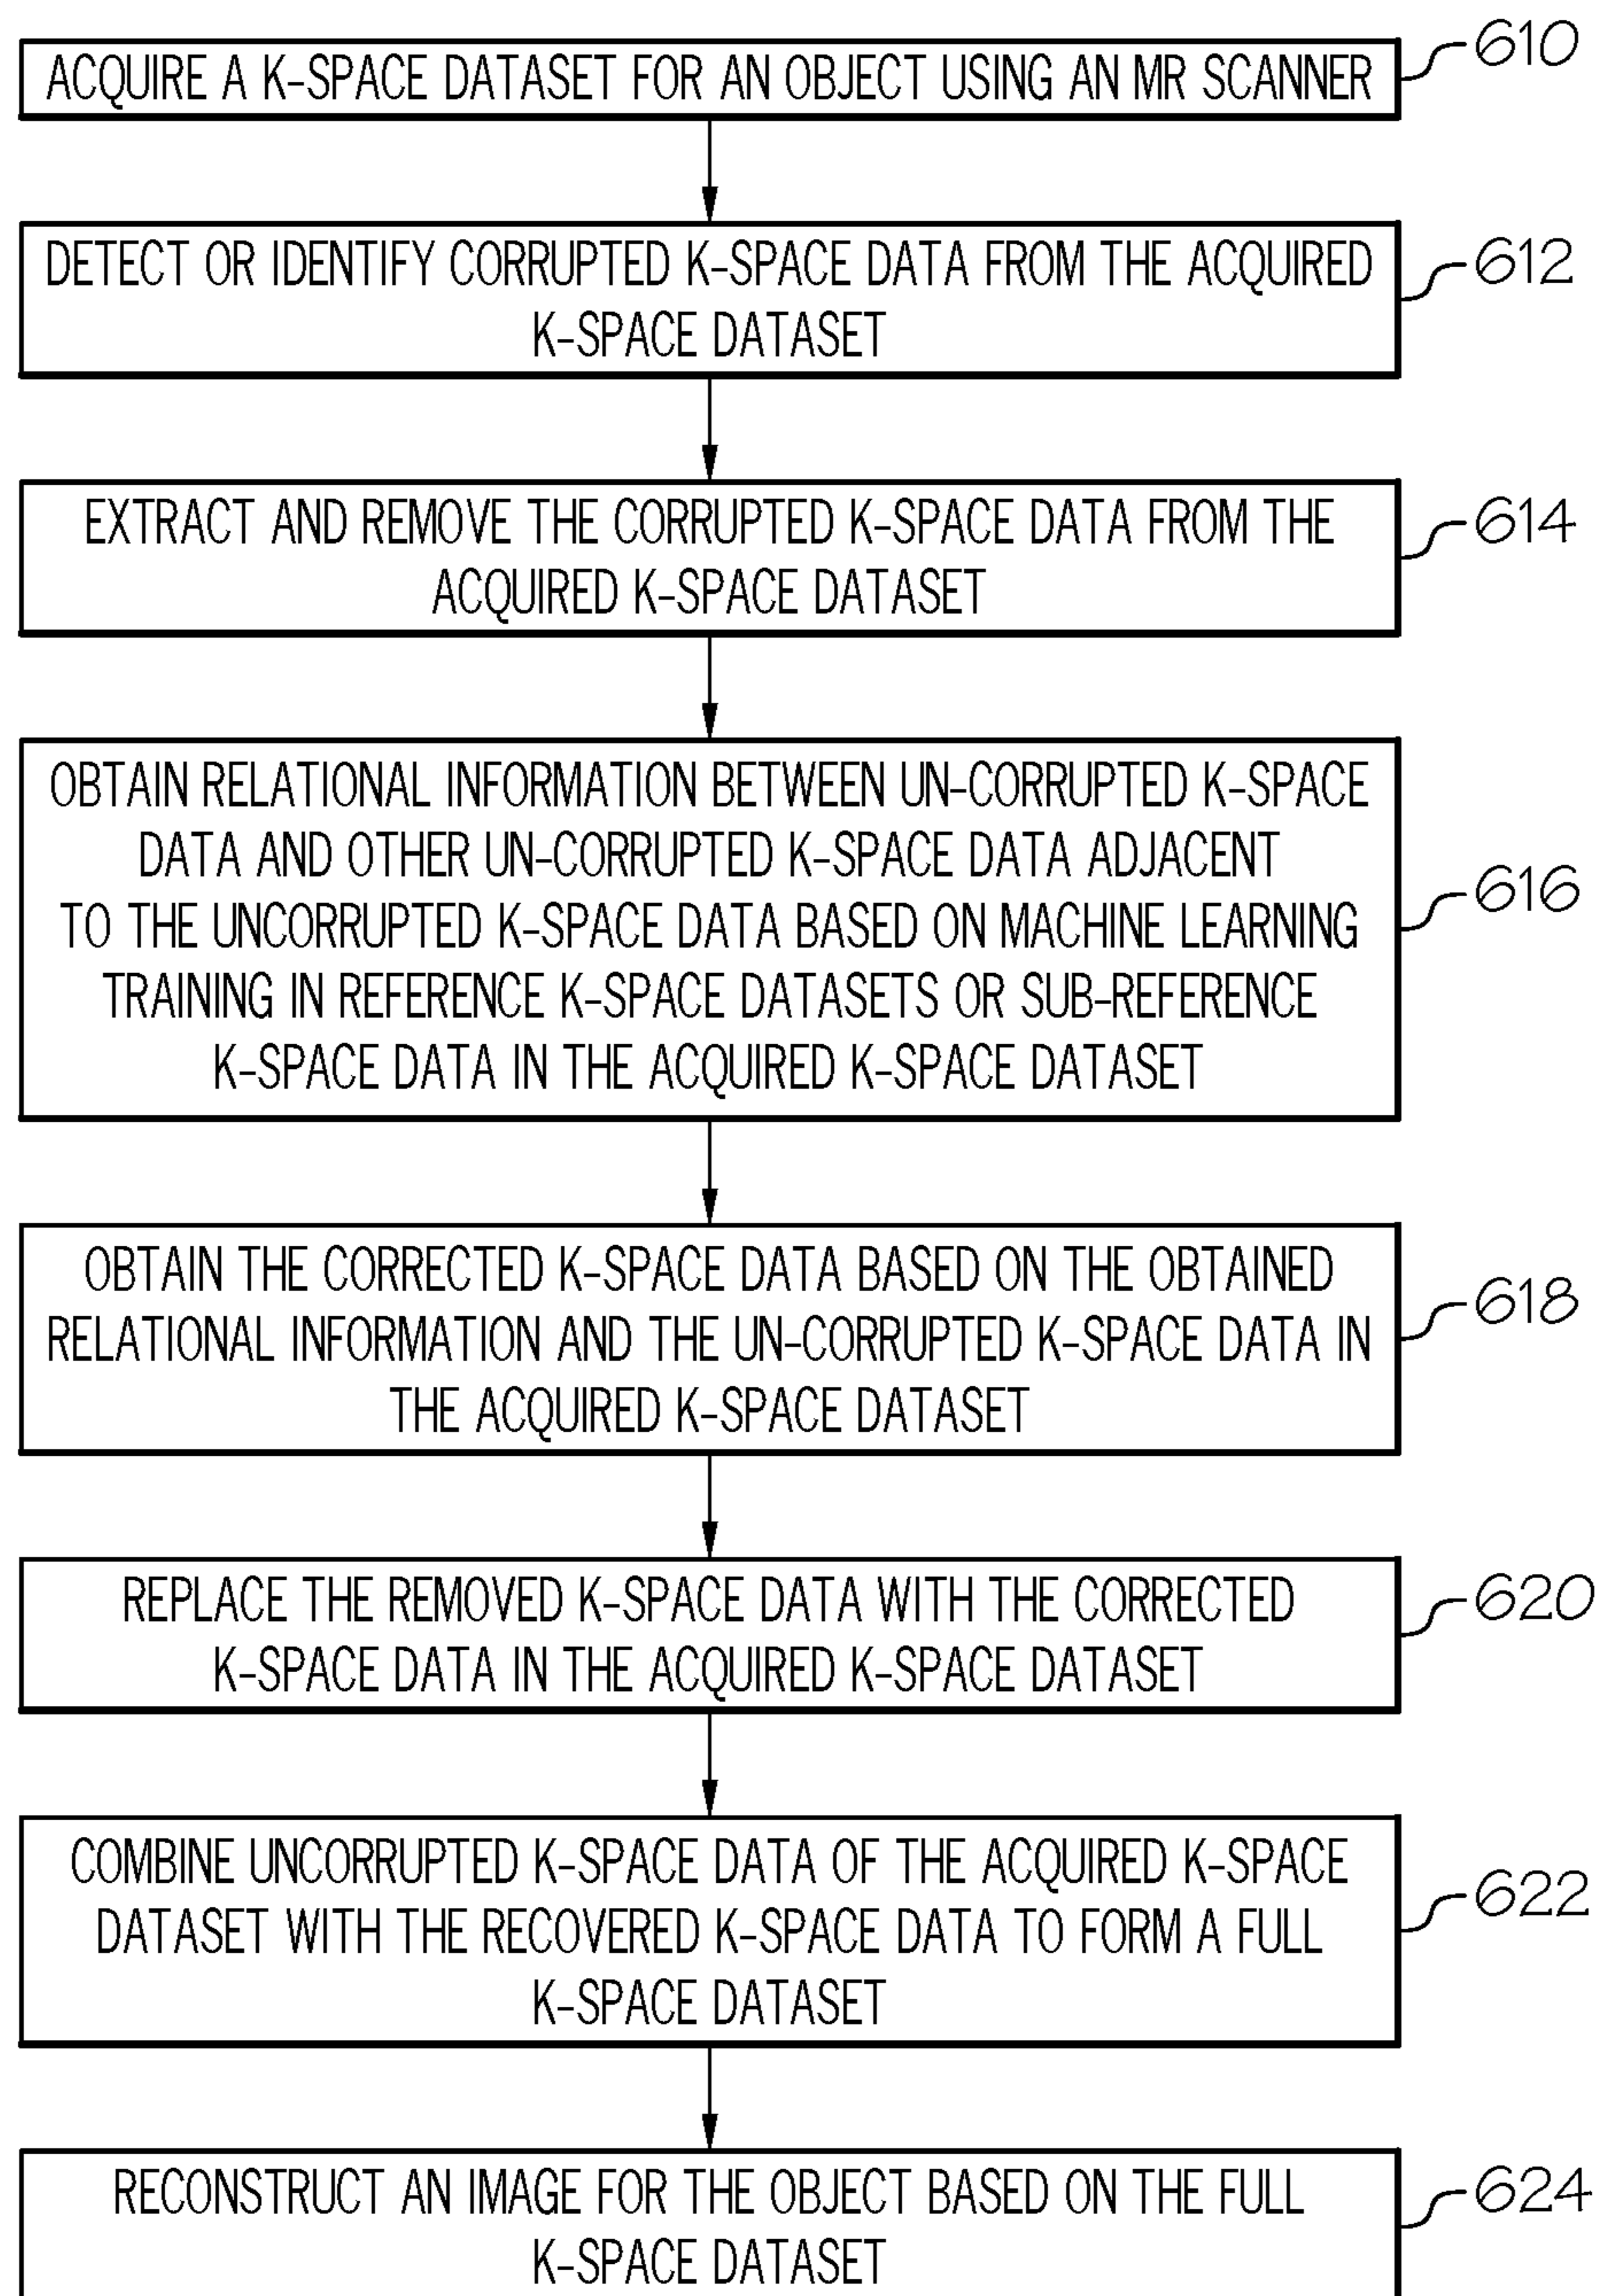 ACQUIRE A K-SPACE DATASET FOR AN OBJECT USING AN MR SCANNER
610
DETECT OR IDENTIFY CORRUPTED K-SPACE DATA FROM THE ACQUIRED
K-SPACE DATASET
612
EXTRACT AND REMOVE THE CORRUPTED K-SPACE DATA FROM THE
ACQUIRED K-SPACE DATASET
614
OBTAIN RELATIONAL INFORMATION BETWEEN UN-CORRUPTED K-SPACE
DATA AND OTHER UN-CORRUPTED K-SPACE DATA ADJACENT
TO THE UNCORRUPTED K-SPACE DATA BASED ON MACHINE LEARNING
TRAINING IN REFERENCE K-SPACE DATASETS OR SUB-REFERENCE
K-SPACE DATA IN THE ACQUIRED K-SPACE DATASET
616
OBTAIN THE CORRECTED K-SPACE DATA BASED ON THE OBTAINED
RELATIONAL INFORMATION AND THE UN-CORRUPTED K-SPACE DATA IN
THE ACQUIRED K-SPACE DATASET
618
REPLACE THE REMOVED K-SPACE DATA WITH THE CORRECTED
K-SPACE DATA IN THE ACQUIRED K-SPACE DATASET
620
COMBINE UNCORRUPTED K-SPACE DATA OF THE ACQUIRED K-SPACE
DATASET WITH THE RECOVERED K-SPACE DATA TO FORM A FULL
K-SPACE DATASET
622
RECONSTRUCT AN IMAGE FOR THE OBJECT BASED ON THE FULL
K-SPACE DATASET
624